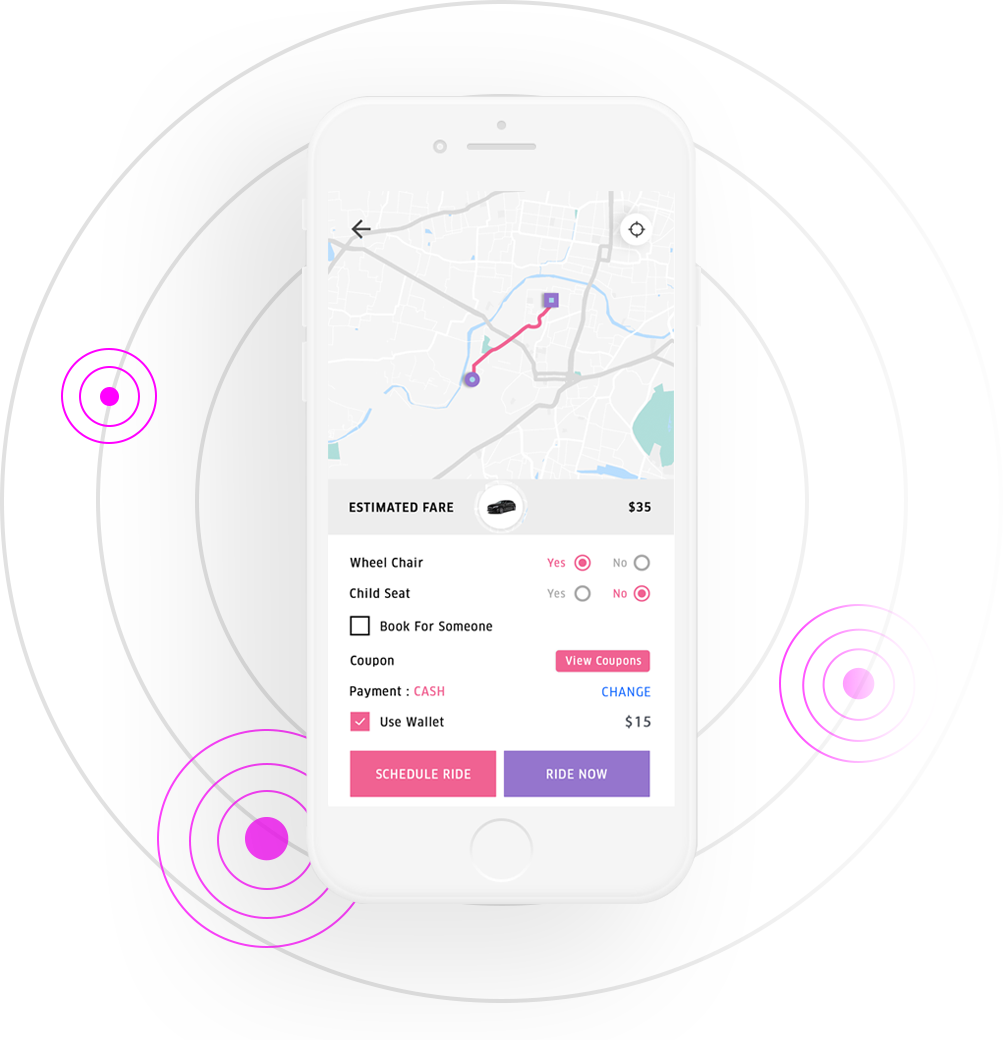 ESTIMATED FARE $35
Wheel Chair Yes No
Child Seat Yes No
Book For Someone
Coupon View Coupons
Payment : CASH CHANGE
Use Wallet $15
SCHEDULE RIDE RIDE NOW